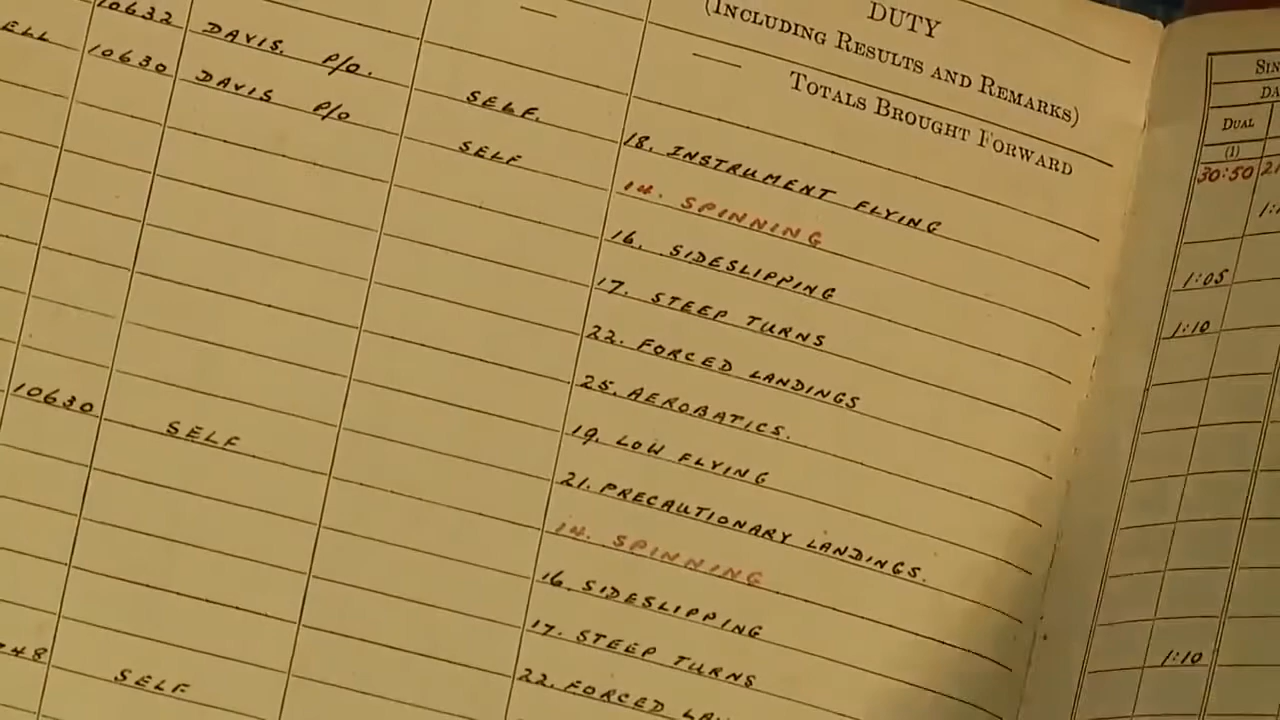 DUTY
(INCLUDING RESULTS AND REMARKS)
TOTALS BROUGHT FORWARD
10632 DAVIS. P/O. SELF. 18. INSTRUMENT FLYING
10630 DAVIS P/O SELF 14. SPINNING
16. SIDESLIPPING
17. STEEP TURNS
22. FORCED LANDINGS
25. AEROBATICS.
19. LOW FLYING
21. PRECAUTIONARY LANDINGS.
10630 SELF 14. SPINNING
16. SIDESLIPPING
17. STEEP TURNS
22. FORCED
48 SELF
DUAL
(1)
30:50
1:05
1:10
1:10